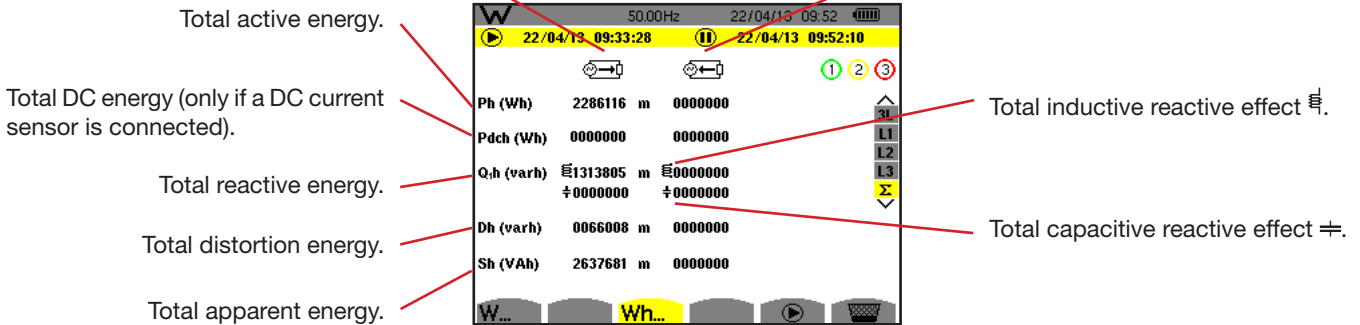 W 50.00Hz 22/04/13 09:52
22/04/13 09:33:28 22/04/13 09:52:10
1 2 3
Total active energy.
Ph (Wh) 2286116 m 0000000
3L
Total DC energy (only if a DC current
sensor is connected).
Pdch (Wh) 0000000 0000000
L1
L2
Total inductive reactive effect .
Total reactive energy.
Q₁h (varh) 1313805 m 0000000
L3
0000000 0000000
Σ
Total capacitive reactive effect .
Total distortion energy.
Dh (varh) 0066008 m 0000000
Sh (VAh) 2637681 m 0000000
Total apparent energy.
W... Wh...